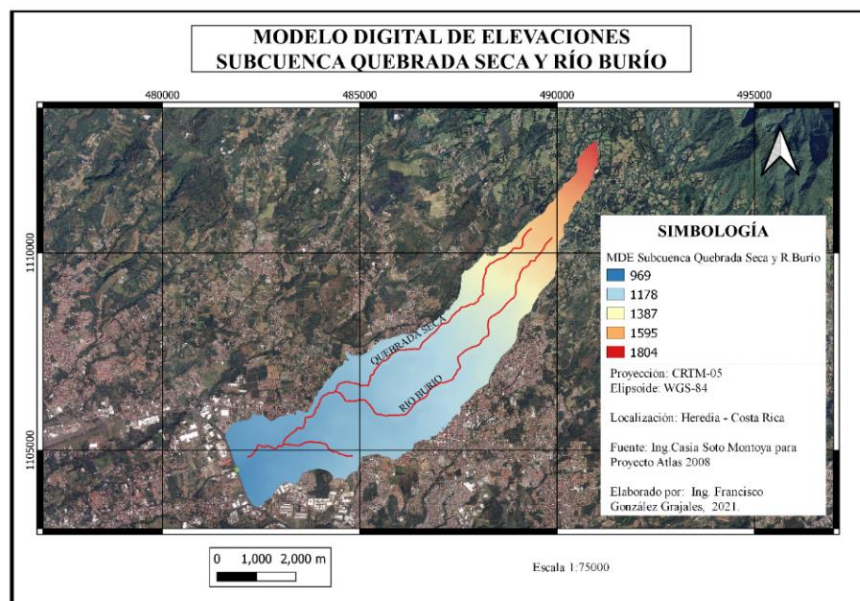 MODELO DIGITAL DE ELEVACIONES
SUBCUENCA QUEBRADA SECA Y RÍO BURÍO
480000
485000
490000
495000
1110000
1105000
QUEBRADA SECA
RÍO BURIO
SIMBOLOGÍA
MDE Subcuenca Quebrada Seca y R.Burío
969
1178
1387
1595
1804
Proyección: CRTM-05
Elipsoide: WGS-84
Localización: Heredia - Costa Rica
Fuente: Ing.Casia Soto Montoya para
Proyecto Atlas 2008
Elaborado por: Ing. Francisco
González Grajales, 2021.
0 1,000 2,000 m
Escala 1:75000